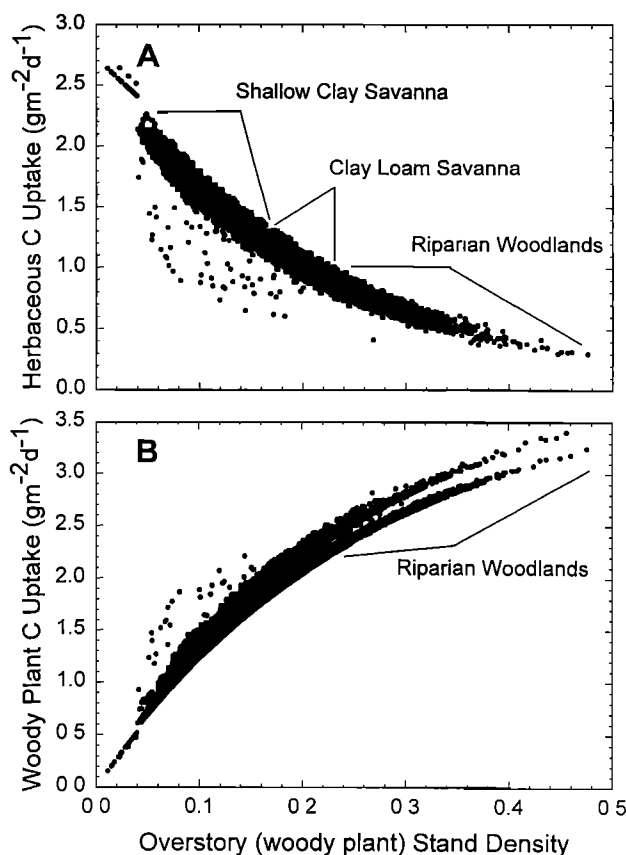 A
Herbaceous C Uptake (gm-2d-1)
3.0
2.5
2.0
1.5
1.0
0.5
0.0
Shallow Clay Savanna
Clay Loam Savanna
Riparian Woodlands
B
Woody Plant C Uptake (gm-2d-1)
3.5
3.0
2.5
2.0
1.5
1.0
0 5
0 0
Riparian Woodlands
0 0 0.1 0.2 0 3 0 4 0.5
Overstory (woody plant) Stand Density